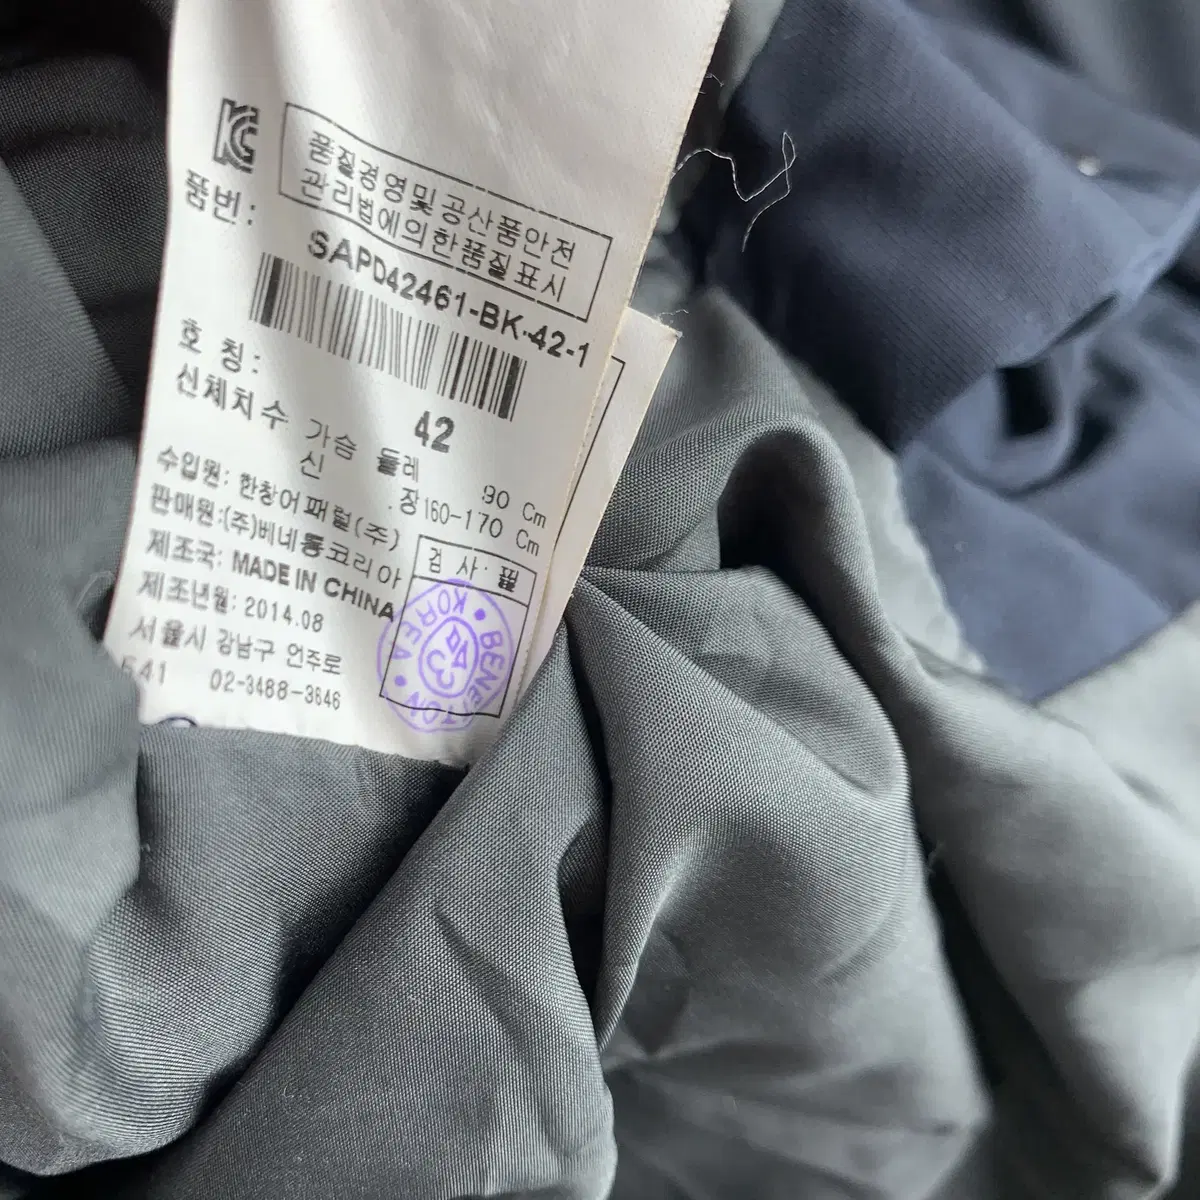 KC
품질경영및공산품안전
관리법에의한품질표시
품번:
SAPD42461-BK-42-1
호 칭: 42
신체치수 가슴 둘레 90 Cm
신 장 160-170 Cm
수입원: 한창어패럴(주)
판매원:(주)베네통코리아
제조국: MADE IN CHINA
제조년월: 2014.08
서울시 강남구 언주로
541 02-3488-3646
검 사: 필
BENETTON KOREA